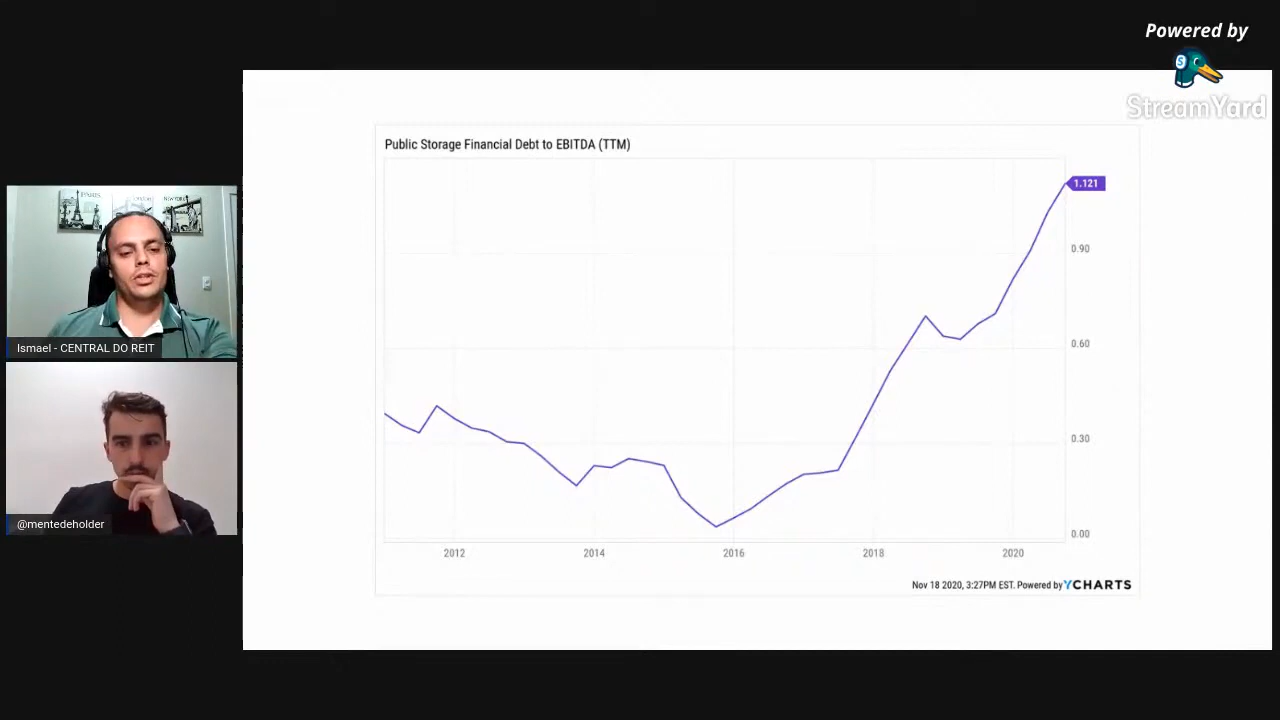 Powered by
StreamYard
Public Storage Financial Debt to EBITDA (TTM)
1.121
0.90
0.60
0.30
0.00
2012 2014 2016 2018 2020
Nov 18 2020, 3:27PM EST. Powered by YCHARTS
NEW YORK
Ismael - CENTRAL DO REIT
@mentedeholder